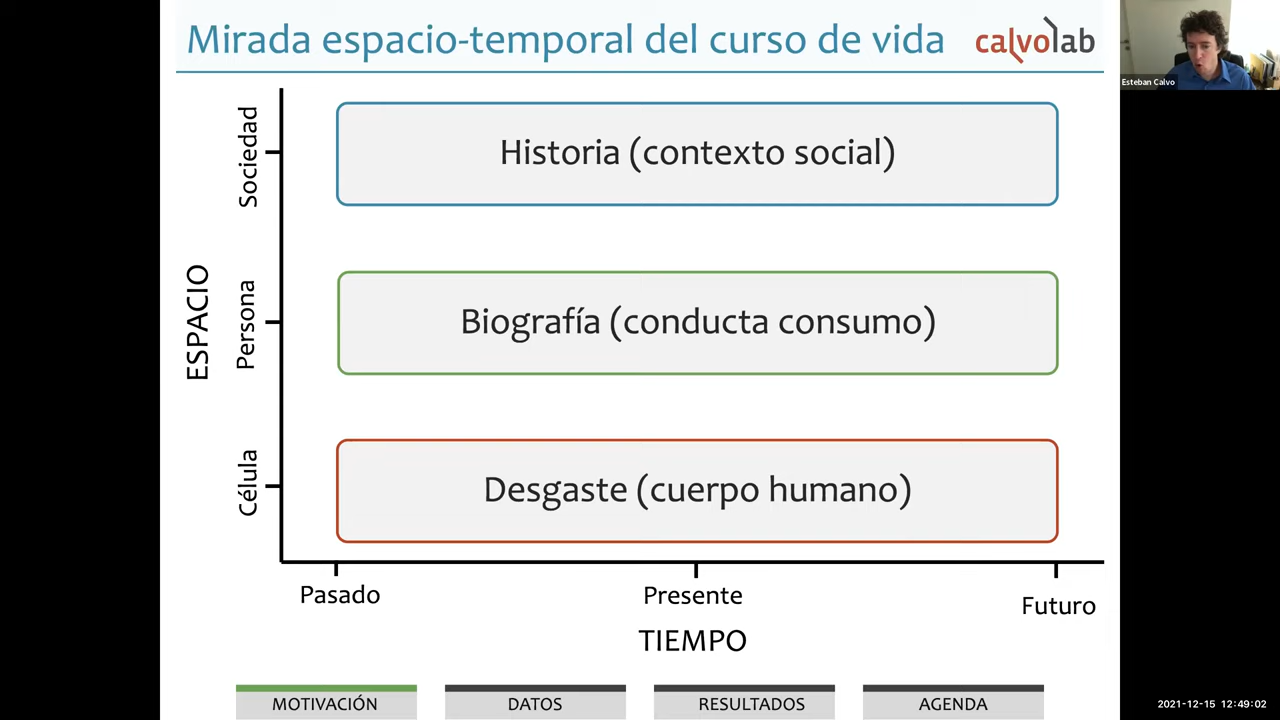 Mirada espacio-temporal del curso de vida
calvolab
Esteban Calvo
ESPACIO
Sociedad
Historia (contexto social)
Persona
Biografía (conducta consumo)
Célula
Desgaste (cuerpo humano)
Pasado
Presente
Futuro
TIEMPO
MOTIVACIÓN
DATOS
RESULTADOS
AGENDA
2021-12-15 12:49:02